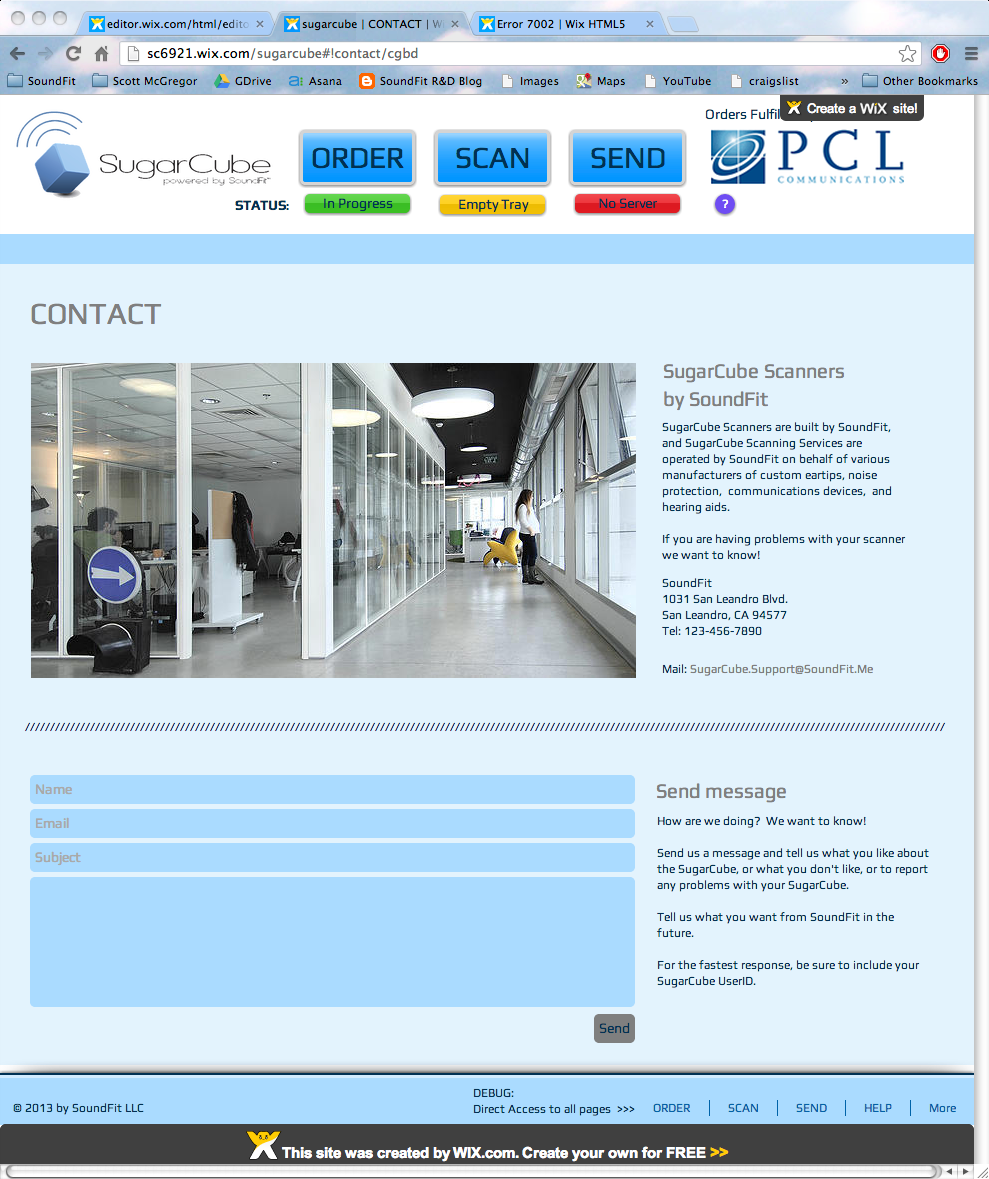 editor.wix.com/html/edito
sugarcube | CONTACT | W
Error 7002 | Wix HTML5
sc6921.wix.com/sugarcube#!contact/cgbd
SoundFit
Scott McGregor
GDrive
Asana
SoundFit R&D Blog
Images
Maps
YouTube
craigslist
»
Other Bookmarks
Orders Fulfil
Create a WiX site!
SugarCube
powered by SoundFit
ORDER
SCAN
SEND
PCL
COMMUNICATIONS
STATUS:
In Progress
Empty Tray
No Server
?
CONTACT
SugarCube Scanners
by SoundFit
SugarCube Scanners are built by SoundFit,
and SugarCube Scanning Services are
operated by SoundFit on behalf of various
manufacturers of custom eartips, noise
protection,  communications devices,  and
hearing aids.
If you are having problems with your scanner
we want to know!
SoundFit
1031 San Leandro Blvd.
San Leandro, CA 94577
Tel: 123-456-7890
Mail: SugarCube.Support@SoundFit.Me
Name
Email
Subject
Send
Send message
How are we doing?  We want to know!
Send us a message and tell us what you like about
the SugarCube, or what you don't like, or to report
any problems with your SugarCube.
Tell us what you want from SoundFit in the
future.
For the fastest response, be sure to include your
SugarCube UserID.
© 2013 by SoundFit LLC
DEBUG:
Direct Access to all pages  >>>
ORDER
SCAN
SEND
HELP
More
This site was created by WIX.com. Create your own for FREE >>